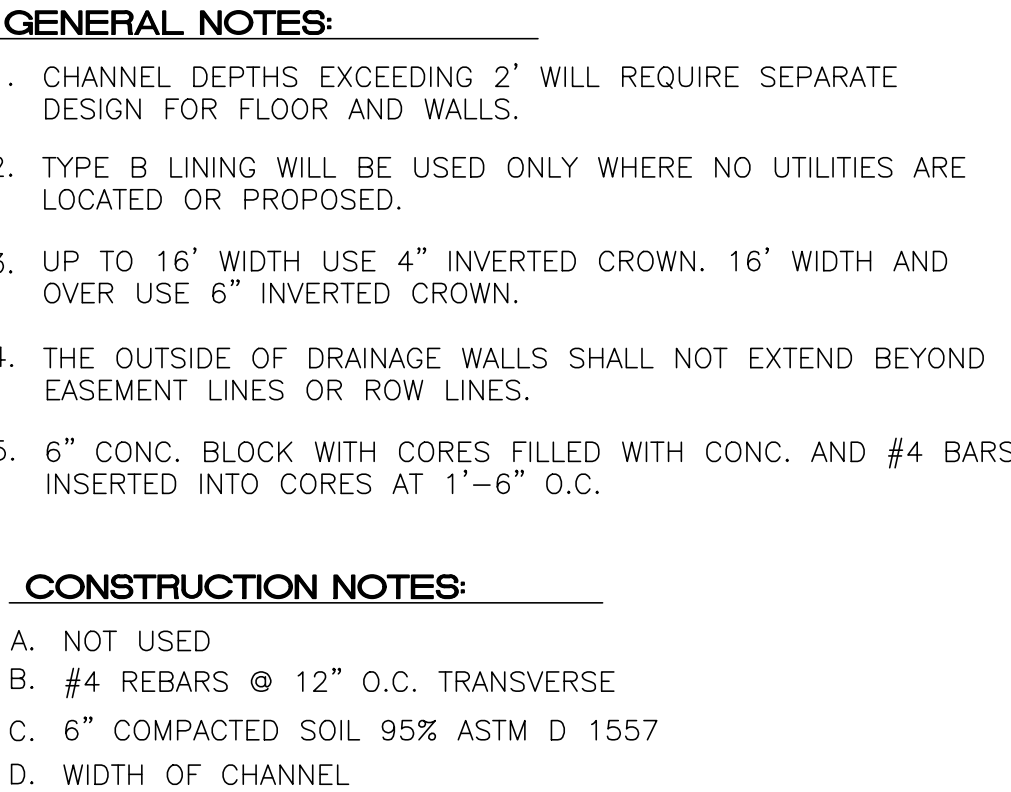 GENERAL NOTES:
. CHANNEL DEPTHS EXCEEDING 2' WILL REQUIRE SEPARATE
DESIGN FOR FLOOR AND WALLS.
2. TYPE B LINING WILL BE USED ONLY WHERE NO UTILITIES ARE
LOCATED OR PROPOSED.
3. UP TO 16' WIDTH USE 4" INVERTED CROWN. 16' WIDTH AND
OVER USE 6" INVERTED CROWN.
4. THE OUTSIDE OF DRAINAGE WALLS SHALL NOT EXTEND BEYOND
EASEMENT LINES OR ROW LINES.
5. 6" CONC. BLOCK WITH CORES FILLED WITH CONC. AND #4 BARS
INSERTED INTO CORES AT 1'-6" O.C.
CONSTRUCTION NOTES:
A. NOT USED
B. #4 REBARS @ 12" O.C. TRANSVERSE
C. 6" COMPACTED SOIL 95% ASTM D 1557
D. WIDTH OF CHANNEL